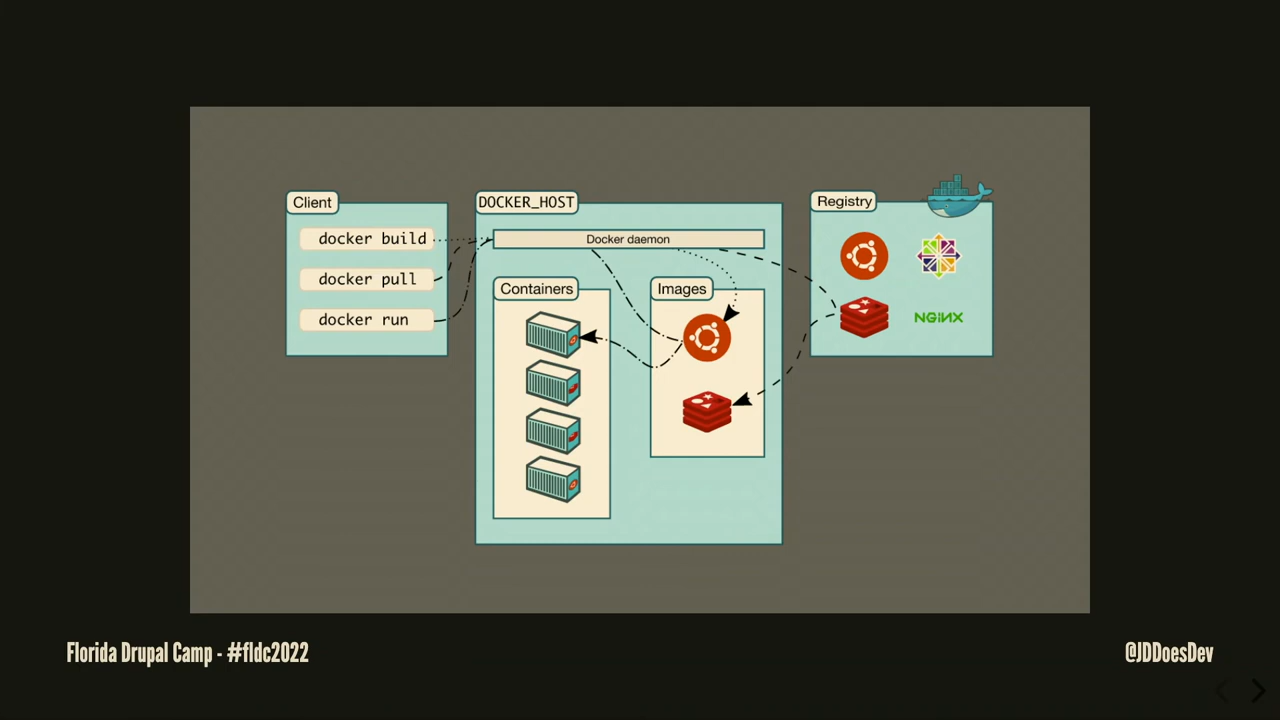 Client
docker build
docker pull
docker run
DOCKER_HOST
Docker daemon
Containers
Images
Registry
NGINX
Florida Drupal Camp - #fldc2022
@JDDoesDev